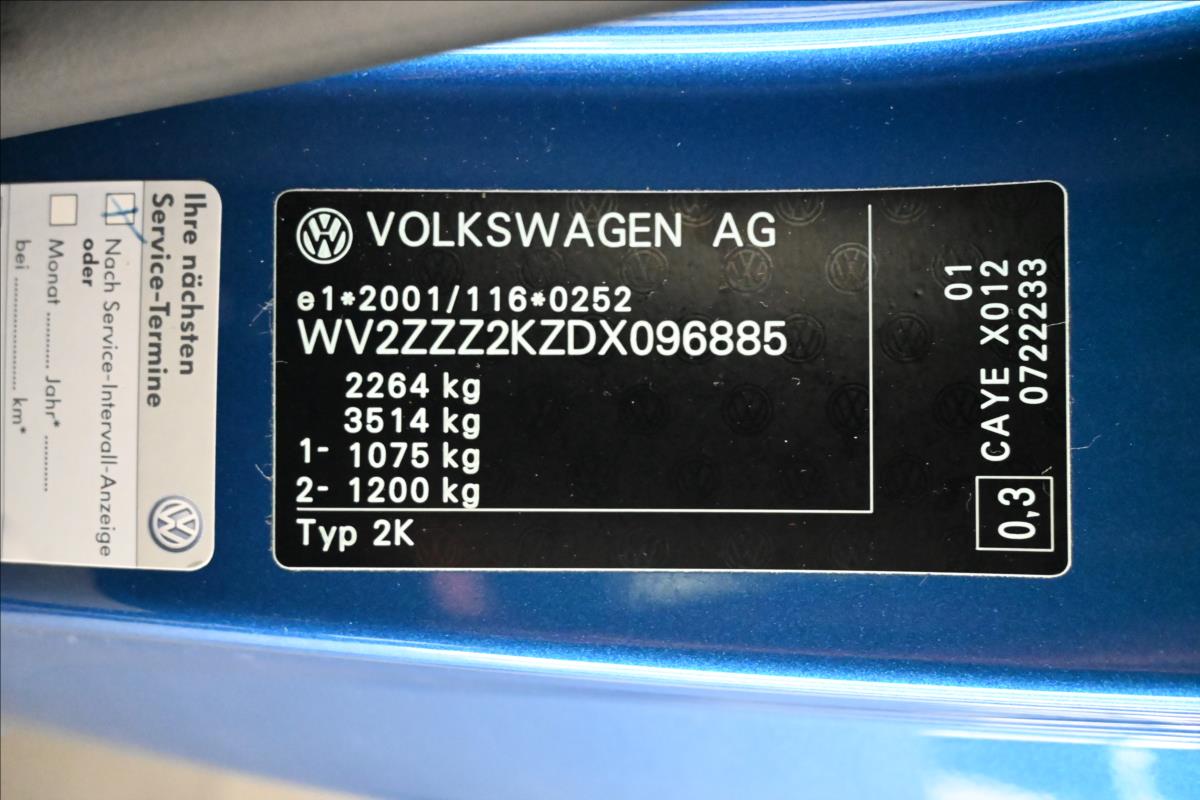 VOLKSWAGEN AG
e1*2001/116*0252
WV2ZZZ2KZDX096885
2264 kg
3514 kg
1- 1075 kg
2- 1200 kg
Typ 2K
01
CAYE X012
0722233
0,3
Ihre nächsten
Service-Termine
Nach Service-Intervall-Anzeige
oder
Monat .......... Jahr* ..........
bei .................... km*